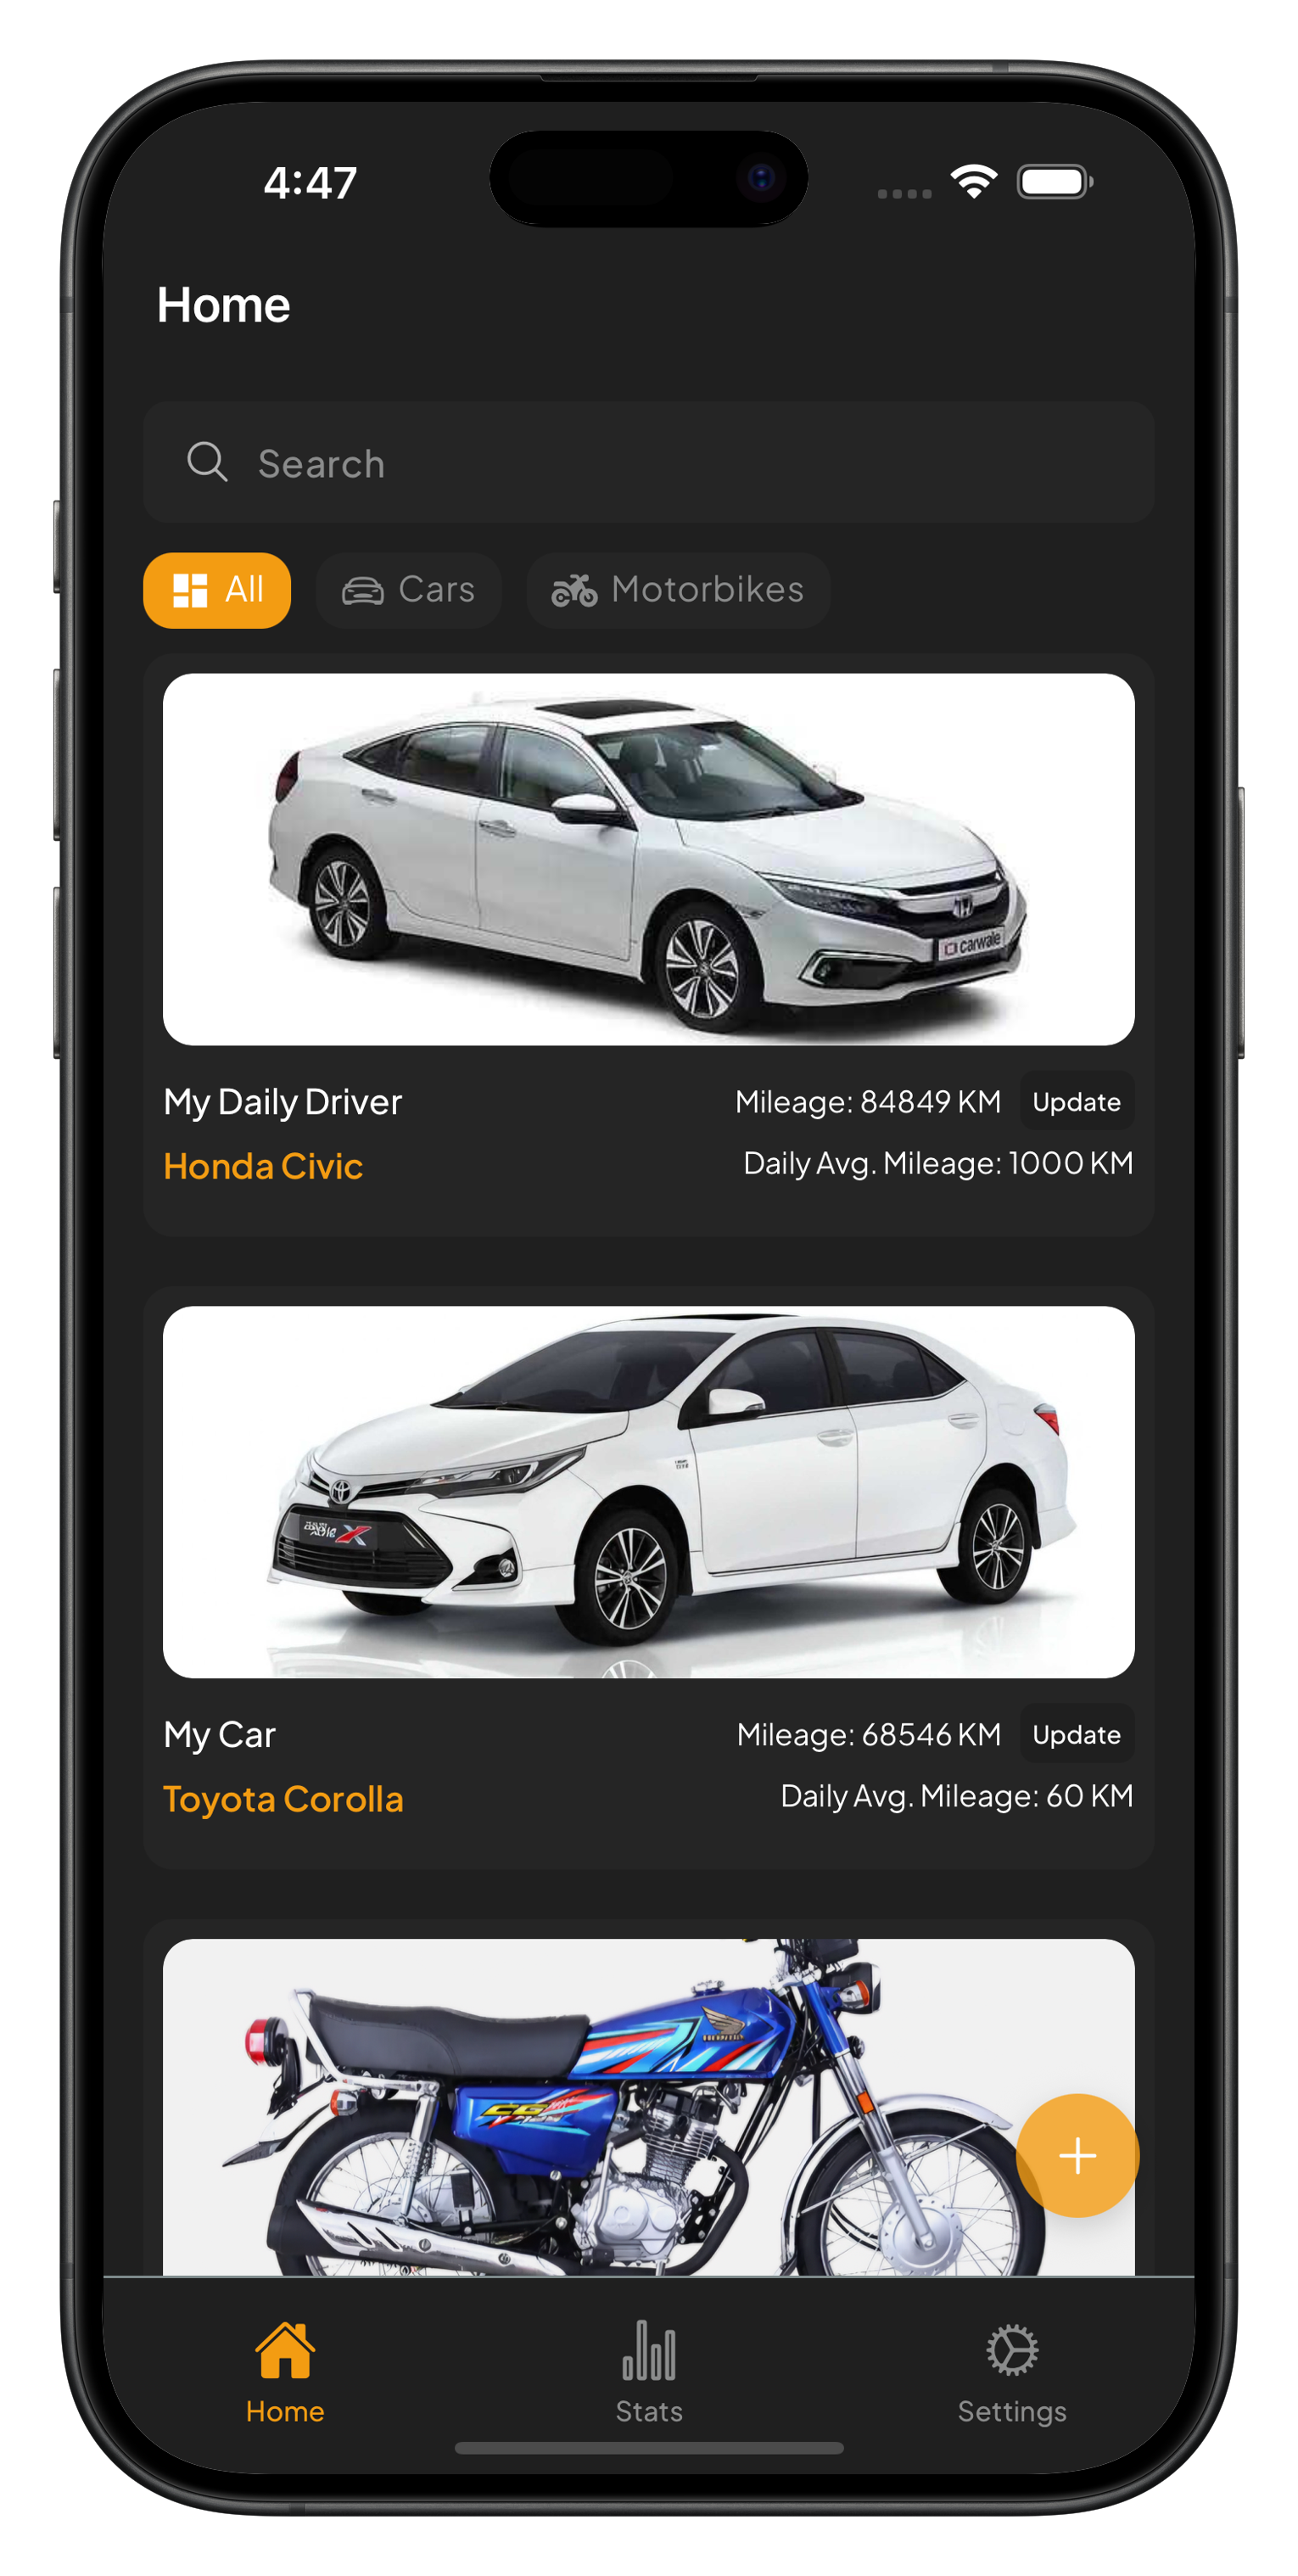 4:47
Home
Search
All Cars Motorbikes
carwale
My Daily Driver
Mileage: 84849 KM Update
Honda Civic
Daily Avg. Mileage: 1000 KM
X
My Car
Mileage: 68546 KM Update
Toyota Corolla
Daily Avg. Mileage: 60 KM
HONDA
CG
Home Stats Settings